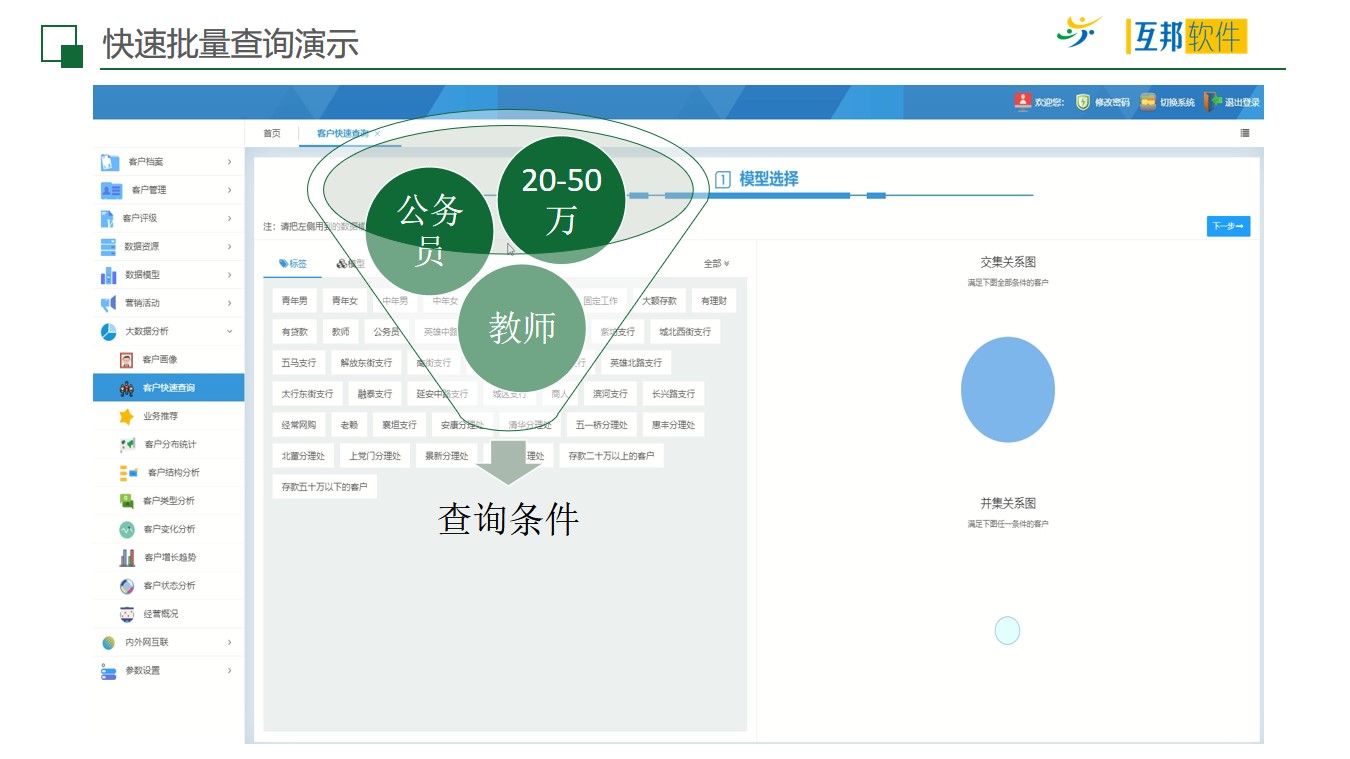 快速批量查询演示
互邦软件
欢迎您:
修改密码
切换系统
退出登录
首页
客户快速查询 ×
客户档案
客户管理
客户评级
数据资源
数据模型
营销活动
大数据分析
客户画像
客户快速查询
业务推荐
客户分布统计
客户结构分析
客户类型分析
客户变化分析
客户增长趋势
客户状态分析
经营概况
内外网互联
参数设置
1 模型选择
注: 请把左侧用到的数据模
下一步→
公务
员
20-50
万
教师
标签
模型
全部
青年男 青年女 中年男 中年女 固定工作 大额存款 有理财
有贷款 教师 公务员 英雄中路 紫坊支行 城北西街支行
五马支行 解放东街支行 南街支行 行 英雄北路支行
太行东街支行 融泰支行 延安中路支行 城区支行 商人 滨河支行 长兴路支行
经常网购 老赖 襄垣支行 安康分理处 清华分理处 五一桥分理处 惠丰分理处
北董分理处 上党门分理处 景新分理处 理处 存款二十万以上的客户
存款五十万以下的客户
查询条件
交集关系图
满足下面全部条件的客户
并集关系图
满足下面任一条件的客户